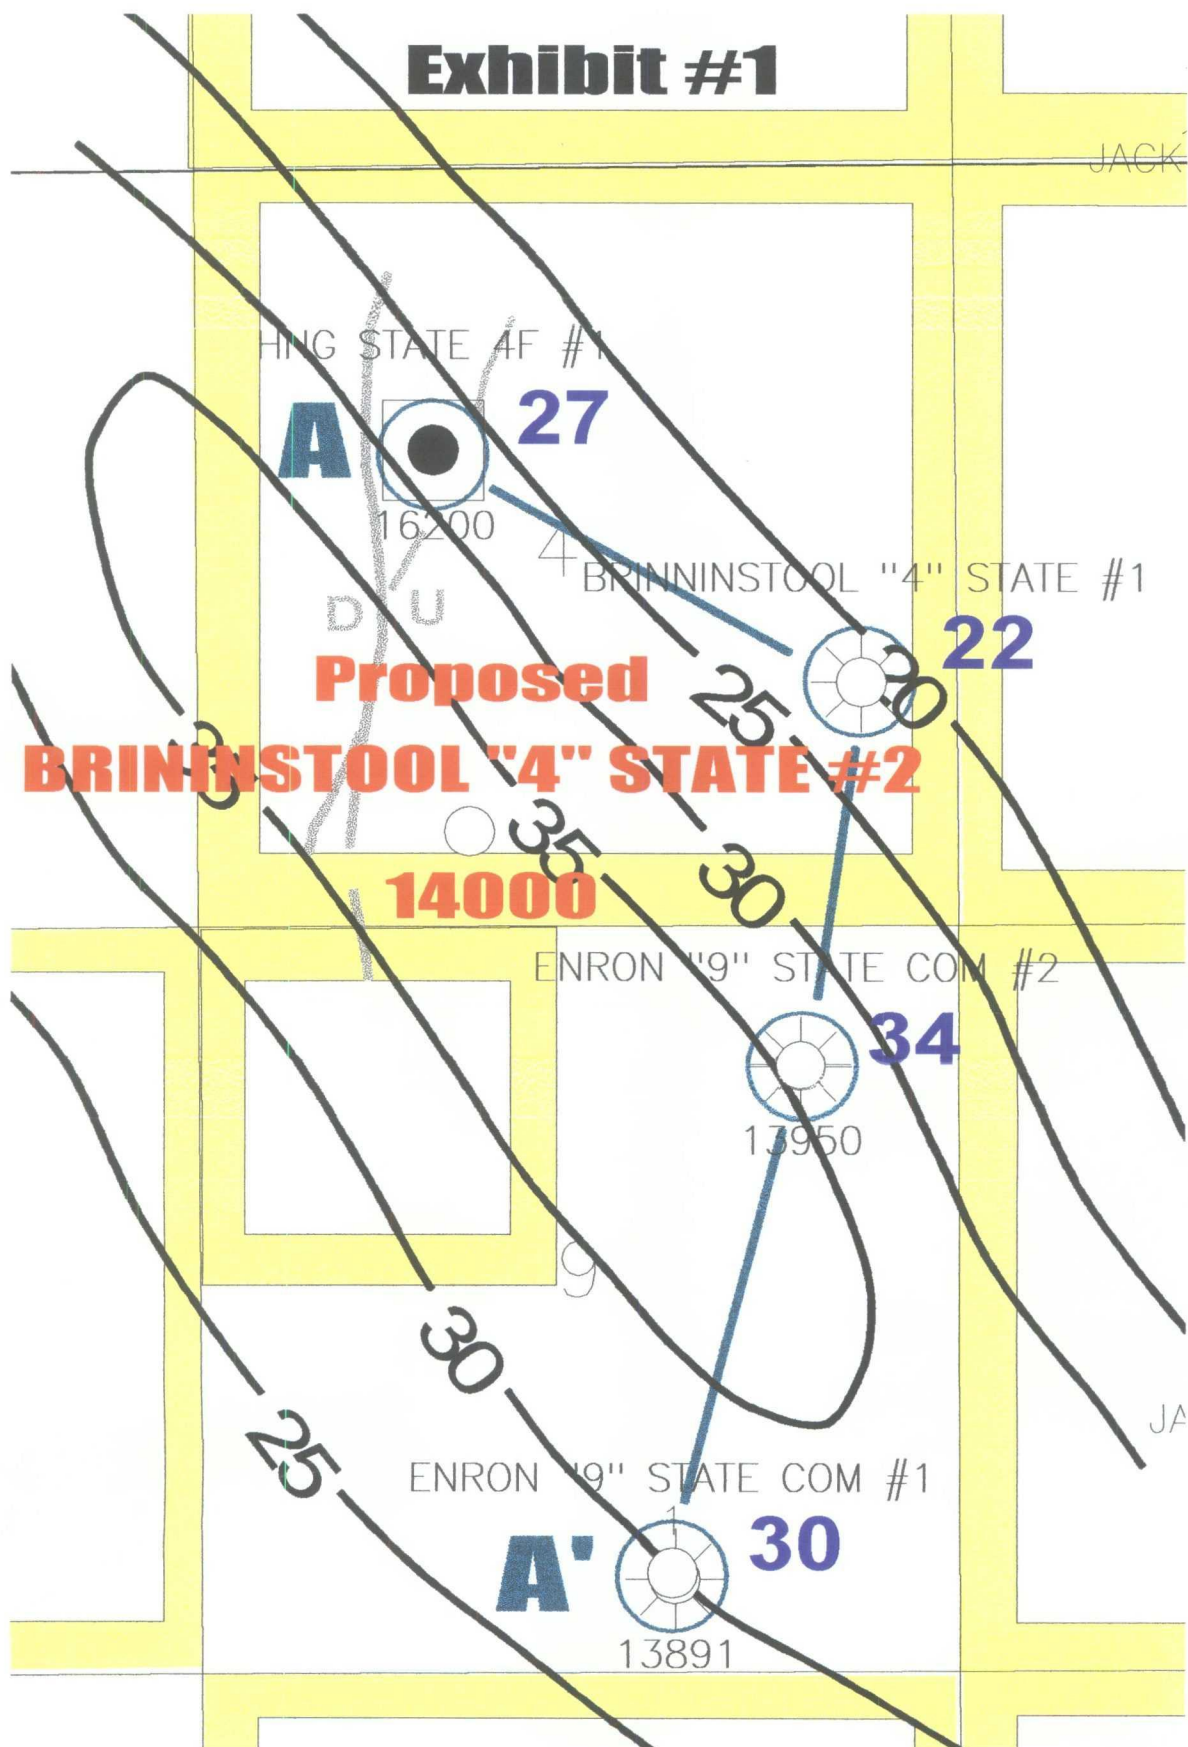 Exhibit #1
JACK
HNG STATE 4F #1
27
A
16200
4
BRINNINSTOOL "4" STATE #1
22
D U
Proposed
20
25
35
BRININSTOOL "4" STATE #2
35
30
14000
ENRON "9" STATE COM #2
34
13950
9
30
25
JA
ENRON "9" STATE COM #1
1
30
A'
13891